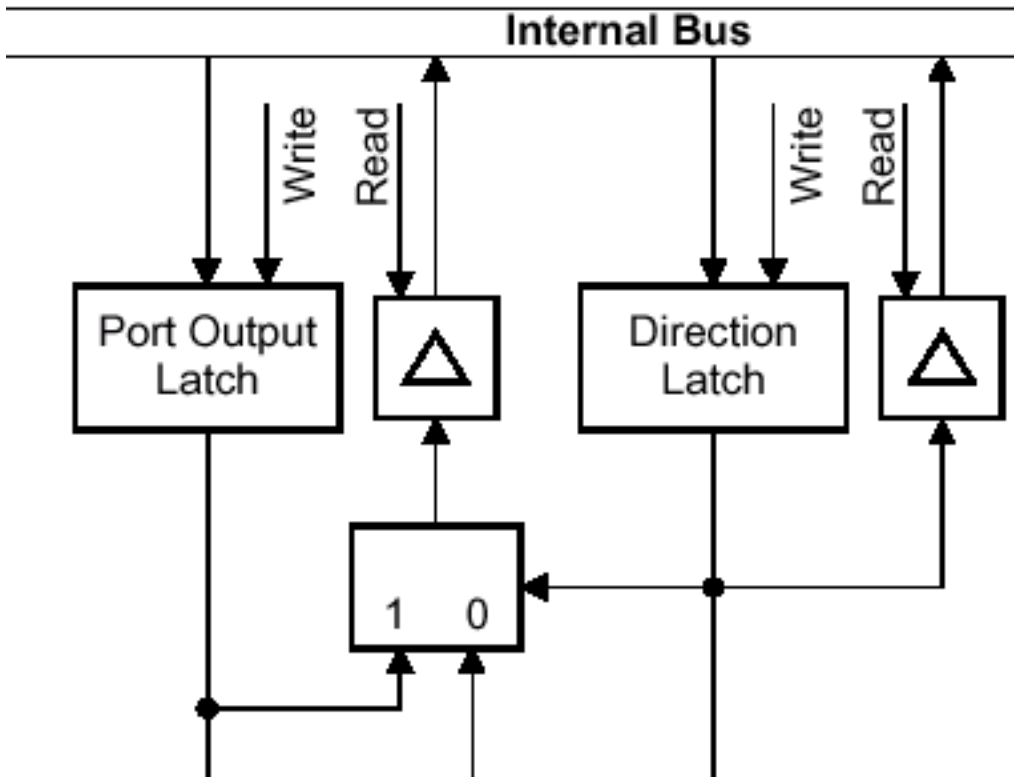 Internal Bus
Write
Read
Write
Read
Port Output
Latch
Direction
Latch
1 0